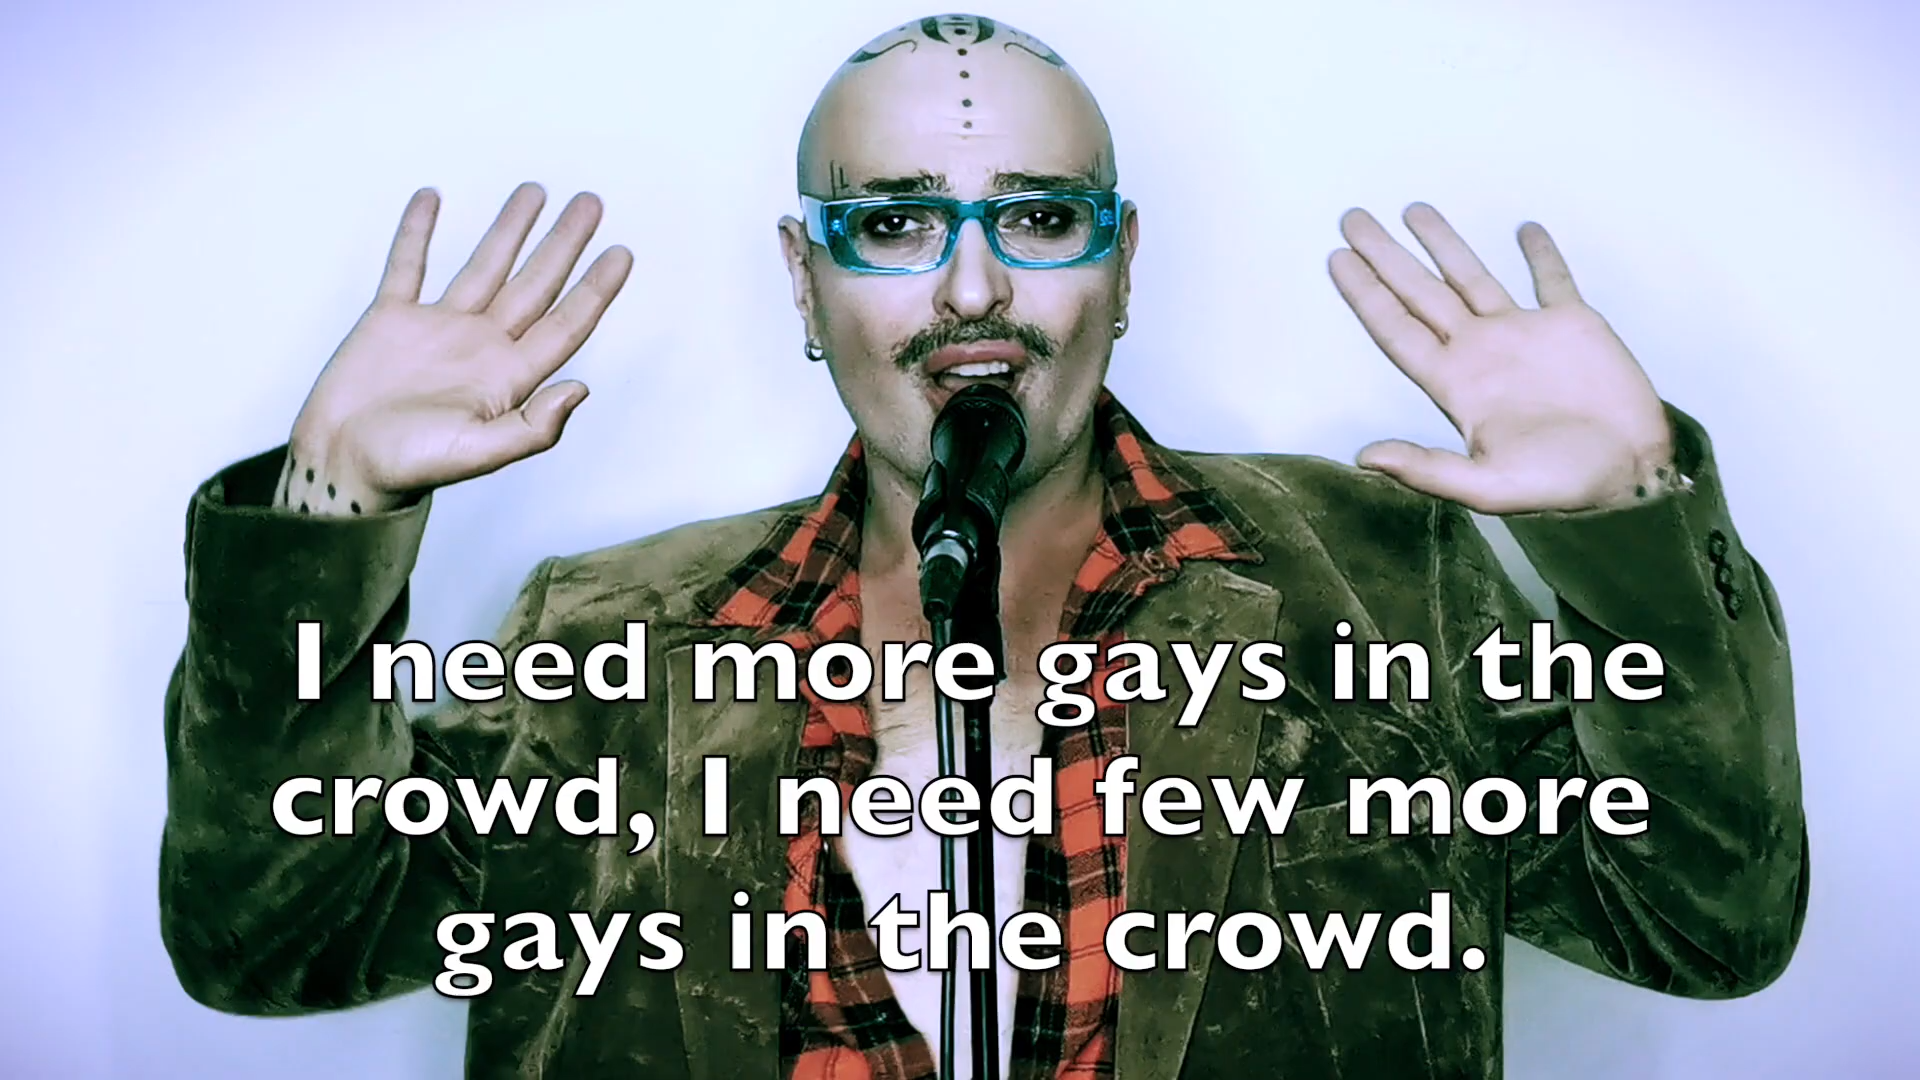 I need more gays in the
crowd, I need few more
gays in the crowd.